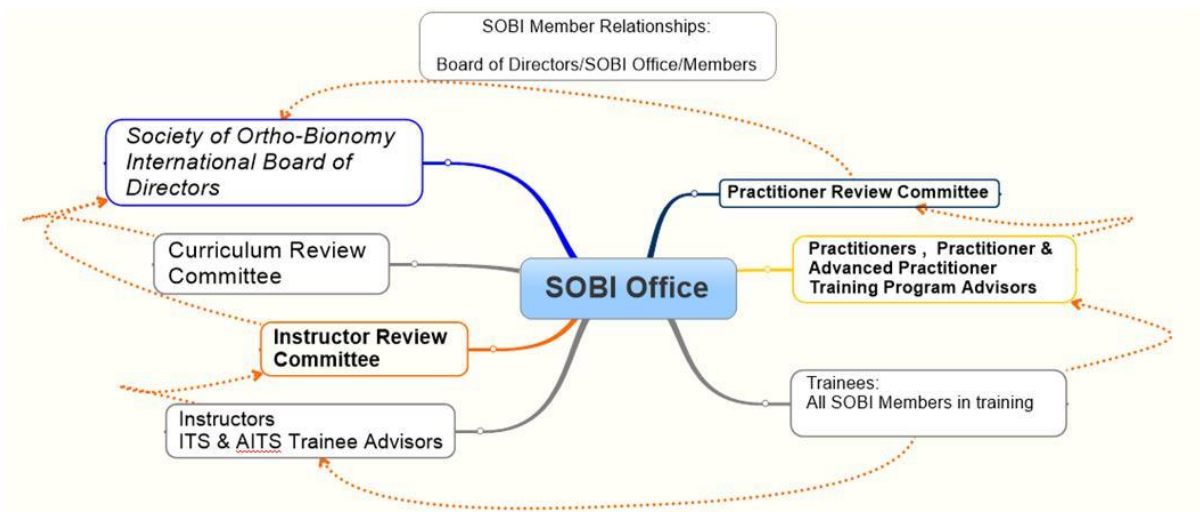 SOBI Member Relationships:
Board of Directors/SOBI Office/Members
Society of Ortho-Bionomy
International Board of
Directors
Practitioner Review Committee
Curriculum Review
Committee
Practitioners , Practitioner &
Advanced Practitioner
Training Program Advisors
SOBI Office
Instructor Review
Committee
Trainees:
All SOBI Members in training
Instructors
ITS & AITS Trainee Advisors